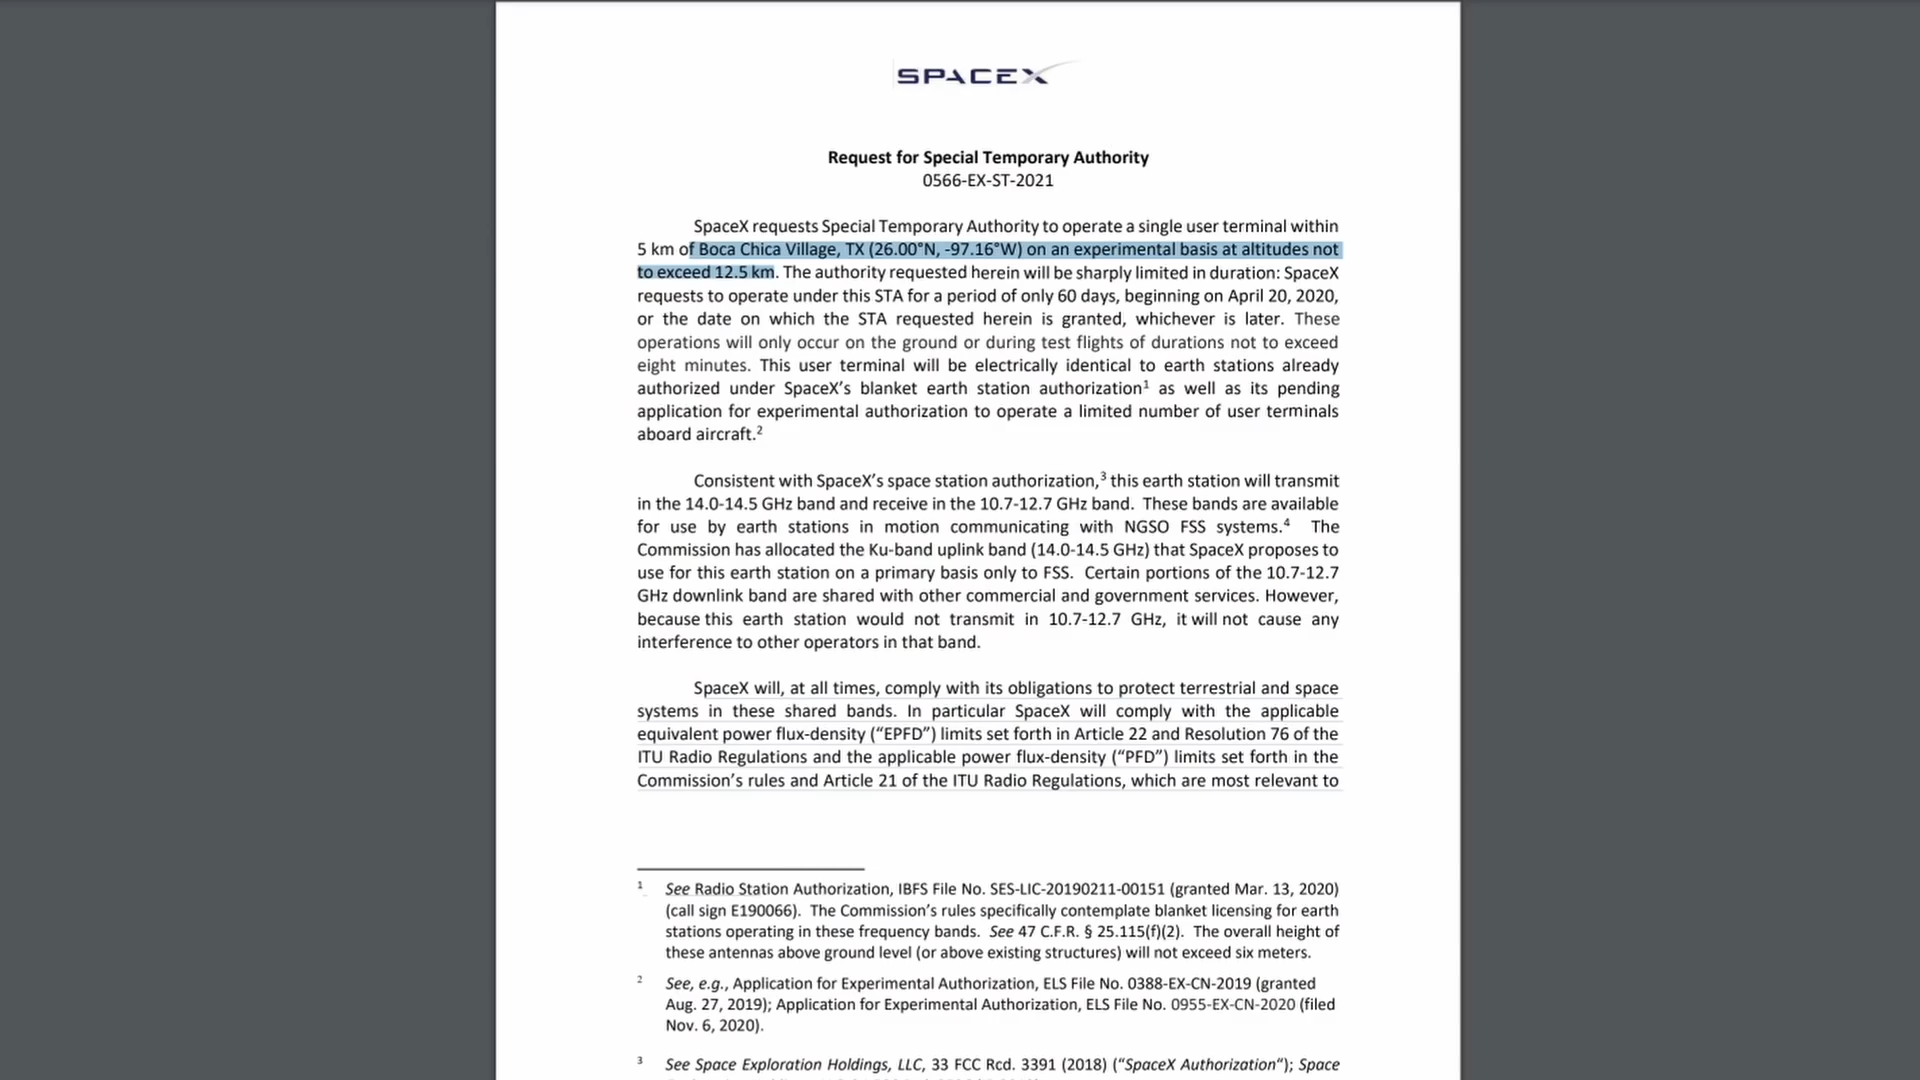 SPACEX
Request for Special Temporary Authority
0566-EX-ST-2021
SpaceX requests Special Temporary Authority to operate a single user terminal within
5 km of Boca Chica Village, TX (26.00°N, -97.16°W) on an experimental basis at altitudes not
to exceed 12.5 km. The authority requested herein will be sharply limited in duration: SpaceX
requests to operate under this STA for a period of only 60 days, beginning on April 20, 2020,
or the date on which the STA requested herein is granted, whichever is later. These
operations will only occur on the ground or during test flights of durations not to exceed
eight minutes. This user terminal will be electrically identical to earth stations already
authorized under SpaceX’s blanket earth station authorization¹ as well as its pending
application for experimental authorization to operate a limited number of user terminals
aboard aircraft.²
Consistent with SpaceX’s space station authorization,³ this earth station will transmit
in the 14.0-14.5 GHz band and receive in the 10.7-12.7 GHz band. These bands are available
for use by earth stations in motion communicating with NGSO FSS systems.⁴ The
Commission has allocated the Ku-band uplink band (14.0-14.5 GHz) that SpaceX proposes to
use for this earth station on a primary basis only to FSS. Certain portions of the 10.7-12.7
GHz downlink band are shared with other commercial and government services. However,
because this earth station would not transmit in 10.7-12.7 GHz, it will not cause any
interference to other operators in that band.
SpaceX will, at all times, comply with its obligations to protect terrestrial and space
systems in these shared bands. In particular SpaceX will comply with the applicable
equivalent power flux-density (“EPFD”) limits set forth in Article 22 and Resolution 76 of the
ITU Radio Regulations and the applicable power flux-density (“PFD”) limits set forth in the
Commission’s rules and Article 21 of the ITU Radio Regulations, which are most relevant to
¹ See Radio Station Authorization, IBFS File No. SES-LIC-20190211-00151 (granted Mar. 13, 2020)
(call sign E190066). The Commission’s rules specifically contemplate blanket licensing for earth
stations operating in these frequency bands. See 47 C.F.R. § 25.115(f)(2). The overall height of
these antennas above ground level (or above existing structures) will not exceed six meters.
² See, e.g., Application for Experimental Authorization, ELS File No. 0388-EX-CN-2019 (granted
Aug. 27, 2019); Application for Experimental Authorization, ELS File No. 0955-EX-CN-2020 (filed
Nov. 6, 2020).
³ See Space Exploration Holdings, LLC, 33 FCC Rcd. 3391 (2018) (“SpaceX Authorization“); Space